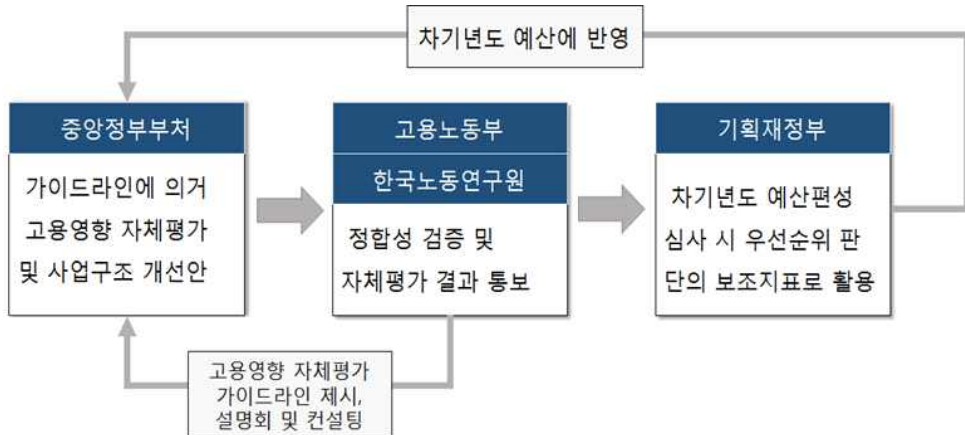 차기년도 예산에 반영
중앙정부부처
가이드라인에 의거
고용영향 자체평가
및 사업구조 개선안
고용노동부
한국노동연구원
정합성 검증 및
자체평가 결과 통보
기획재정부
차기년도 예산편성
심사 시 우선순위 판
단의 보조지표로 활용
고용영향 자체평가
가이드라인 제시,
설명회 및 컨설팅